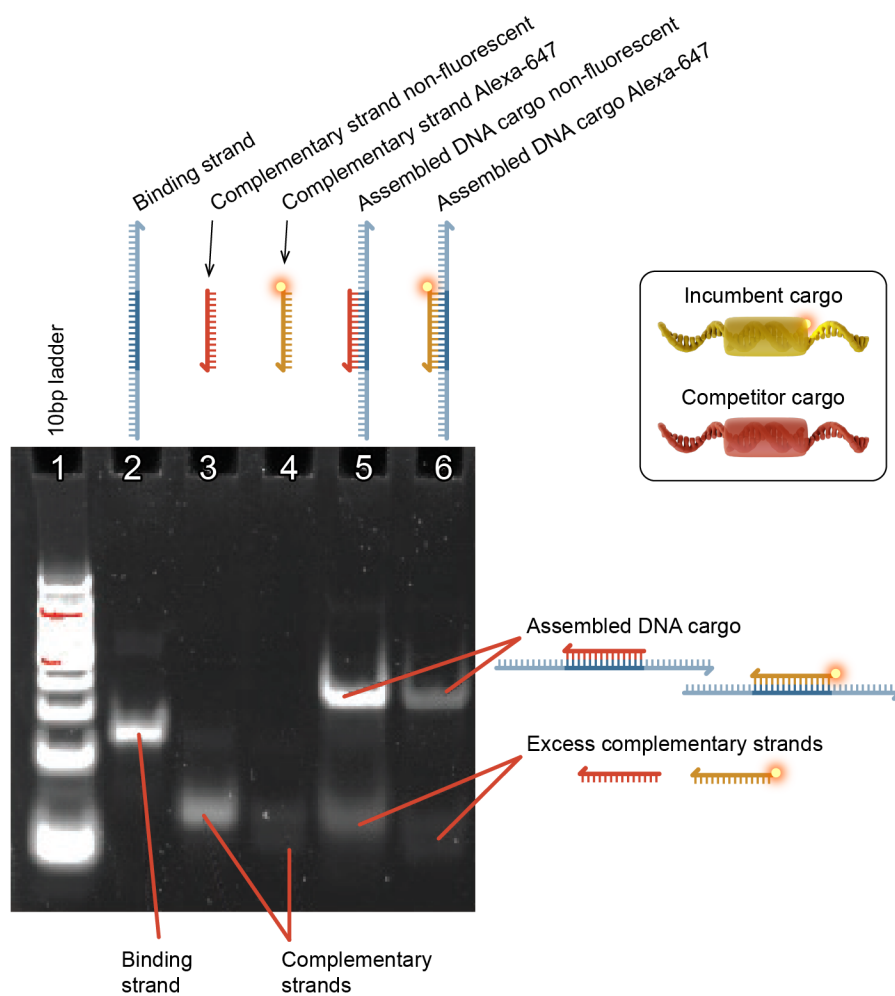 Binding strand
Complementary strand non-fluorescent
Complementary strand Alexa-647
Assembled DNA cargo non-fluorescent
Assembled DNA cargo Alexa-647
10bp ladder
Incumbent cargo
Competitor cargo
1 2 3 4 5 6
Assembled DNA cargo
Excess complementary strands
Binding
strand
Complementary
strands